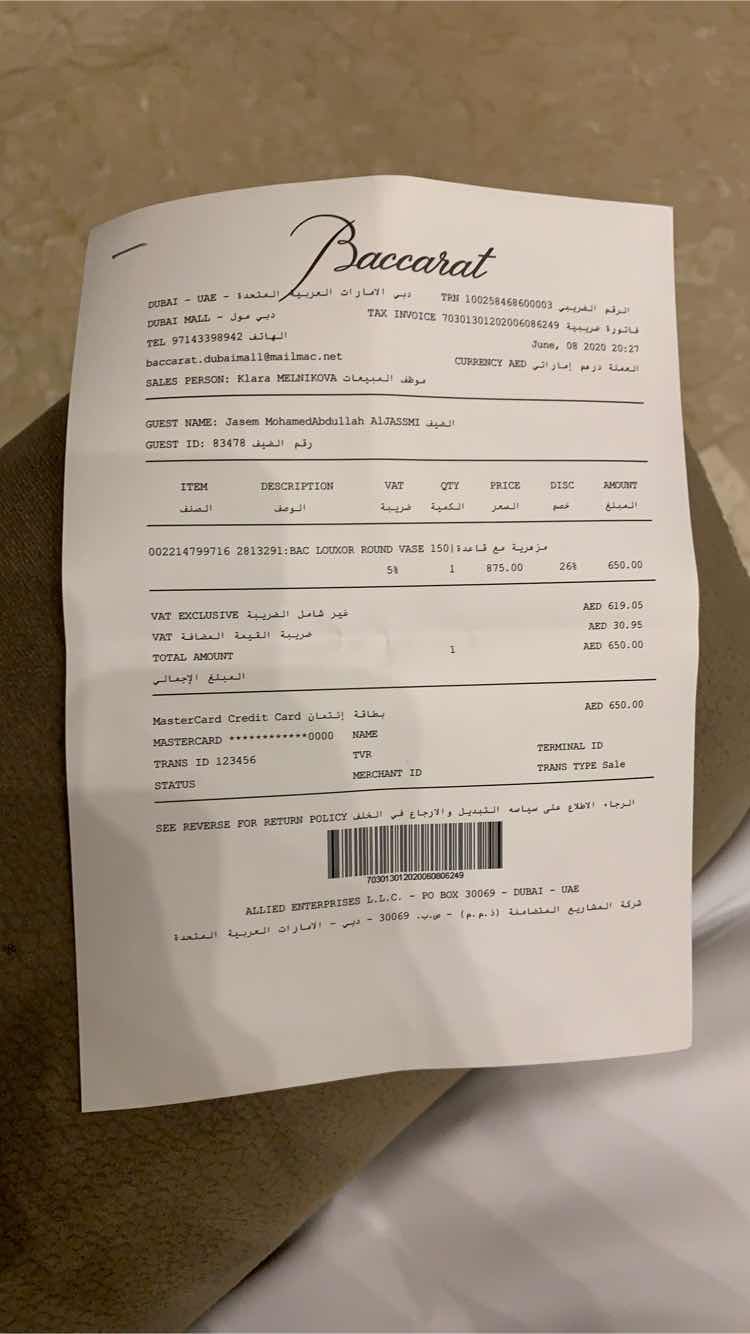 Baccarat
DUBAI - UAE - دبي الامارات العربية المتحدة
TRN 100258468600003 الرقم الضريبي
DUBAI MALL - دبي مول
TAX INVOICE 70301301202006086249 فاتورة ضريبية
TEL 97143398942 الهاتف
June, 08 2020 20:27
baccarat.dubaimall@mailmac.net
CURRENCY AED العملة درهم إماراتي
SALES PERSON: Klara MELNIKOVA موظف المبيعات
GUEST NAME: Jasem MohamedAbdullah AlJASSMI الضيف
GUEST ID: 83478 رقم الضيف
ITEM DESCRIPTION VAT QTY PRICE DISC AMOUNT
الصنف الوصف ضريبة الكمية السعر خصم المبلغ
002214799716 2813291:BAC LOUXOR ROUND VASE 150|مزهرية مع قاعدة
5% 1 875.00 26% 650.00
VAT EXCLUSIVE غير شامل الضريبة AED 619.05
VAT ضريبة القيمة المضافة AED 30.95
TOTAL AMOUNT 1 AED 650.00
المبلغ الإجمالي
MasterCard Credit Card بطاقة إئتمان AED 650.00
MASTERCARD ************0000 NAME
TRANS ID 123456 TVR TERMINAL ID
STATUS MERCHANT ID TRANS TYPE Sale
SEE REVERSE FOR RETURN POLICY الرجاء الاطلاع على سياسه التبديل والارجاع في الخلف
70301301202006086249
ALLIED ENTERPRISES L.L.C. - PO BOX 30069 - DUBAI - UAE
شركة المشاريع المتضامنة (ذ.م.م) - ص.ب. 30069 - دبي - الامارات العربية المتحدة